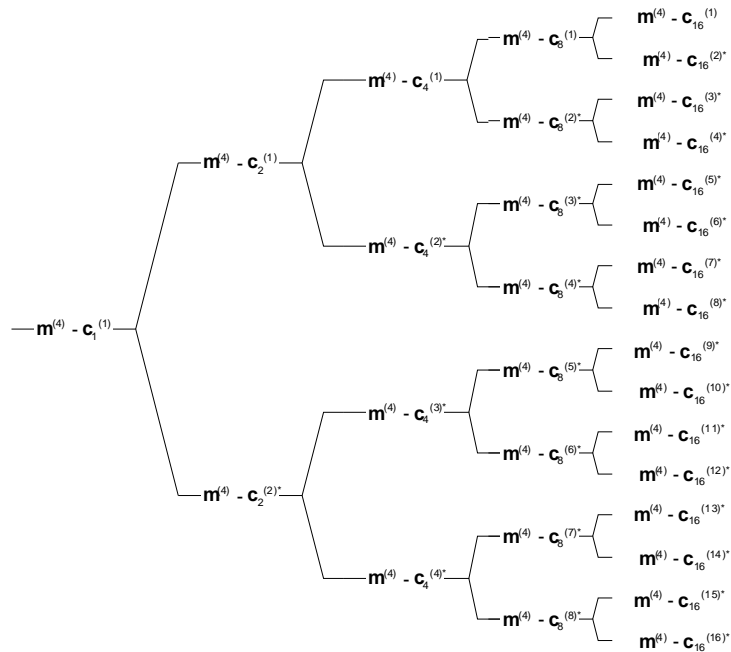 m(4) - c1(1)
m(4) - c2(1)
m(4) - c2(2)*
m(4) - c4(1)
m(4) - c4(2)*
m(4) - c4(3)*
m(4) - c4(4)*
m(4) - c8(1)
m(4) - c8(2)*
m(4) - c8(3)*
m(4) - c8(4)*
m(4) - c8(5)*
m(4) - c8(6)*
m(4) - c8(7)*
m(4) - c8(8)*
m(4) - c16(1)
m(4) - c16(2)*
m(4) - c16(3)*
m(4) - c16(4)*
m(4) - c16(5)*
m(4) - c16(6)*
m(4) - c16(7)*
m(4) - c16(8)*
m(4) - c16(9)*
m(4) - c16(10)*
m(4) - c16(11)*
m(4) - c16(12)*
m(4) - c16(13)*
m(4) - c16(14)*
m(4) - c16(15)*
m(4) - c16(16)*